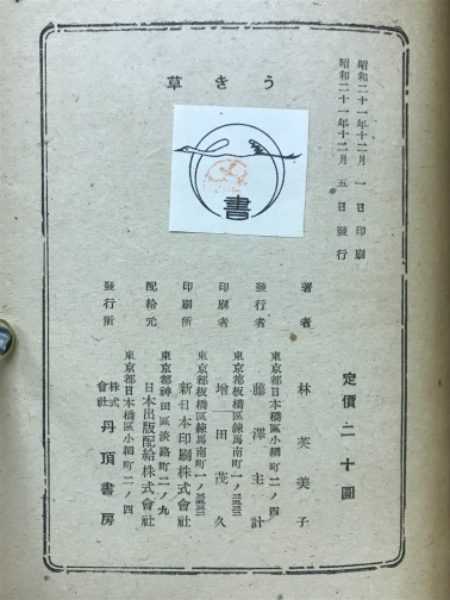 昭和二十一年十二月一日印刷
昭和二十一年十二月五日發行
うき草
書
定價二十圓
著者 林芙美子
東京都日本橋區小網町二ノ四
發行者 藤澤主計
東京都板橋區練馬南町一ノ三五三二
印刷者 增田茂久
東京都板橋區練馬南町一ノ三五三二
印刷所 新日本印刷株式會社
東京都神田區淡路町二ノ九
配給元 日本出版配給株式會社
東京都日本橋區小網町二ノ四
發行所 株式會社 丹頂書房